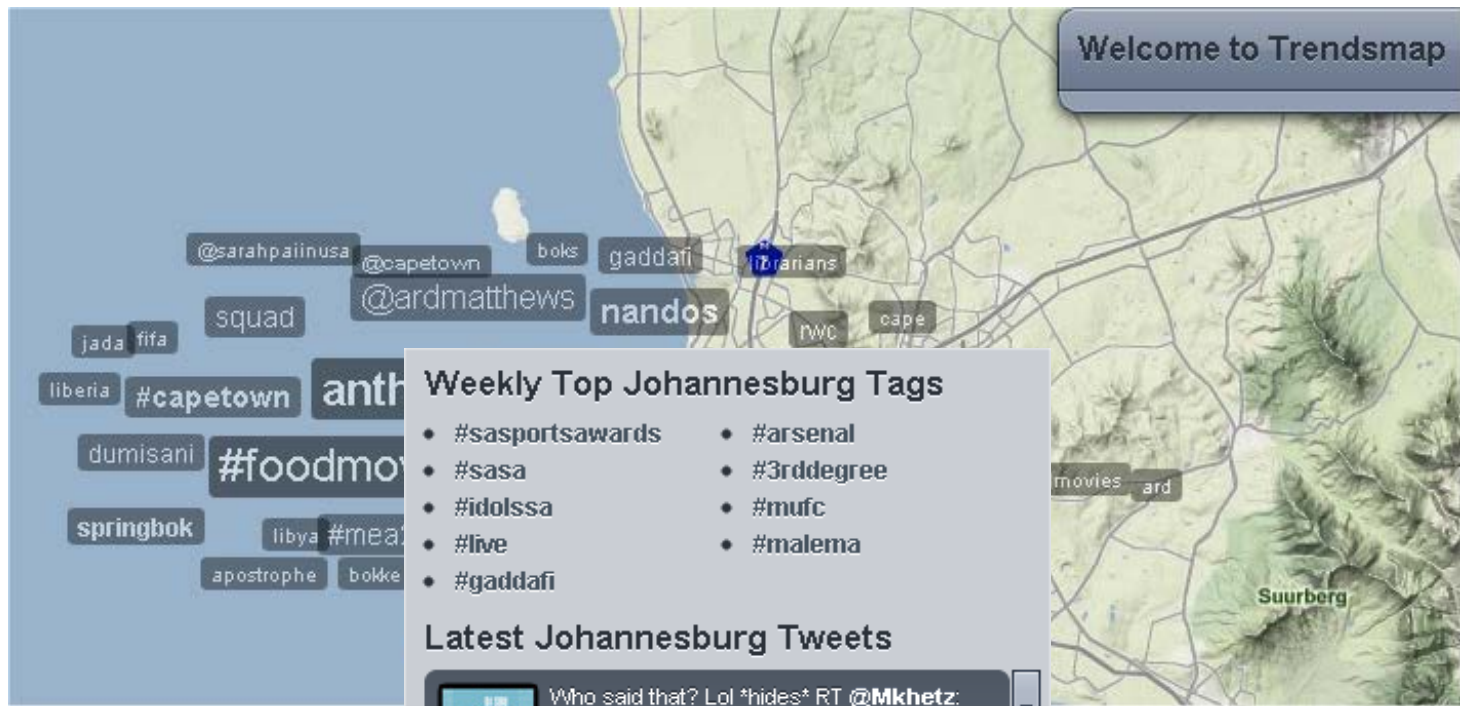 Welcome to Trendsmap
@sarahpaiinusa
@capetown
boks
gaddafi
librarians
@ardmatthews
nandos
squad
rwc
cape
jada
fifa
liberia
#capetown
dumisani
movies
ard
springbok
libya
apostrophe
bokke
Suurberg
Weekly Top Johannesburg Tags
#sasportsawards
#arsenal
#sasa
#3rddegree
#idolssa
#mufc
#live
#malema
#gaddafi
Latest Johannesburg Tweets
Who said that? Lol *hides* RT @Mkhetz: